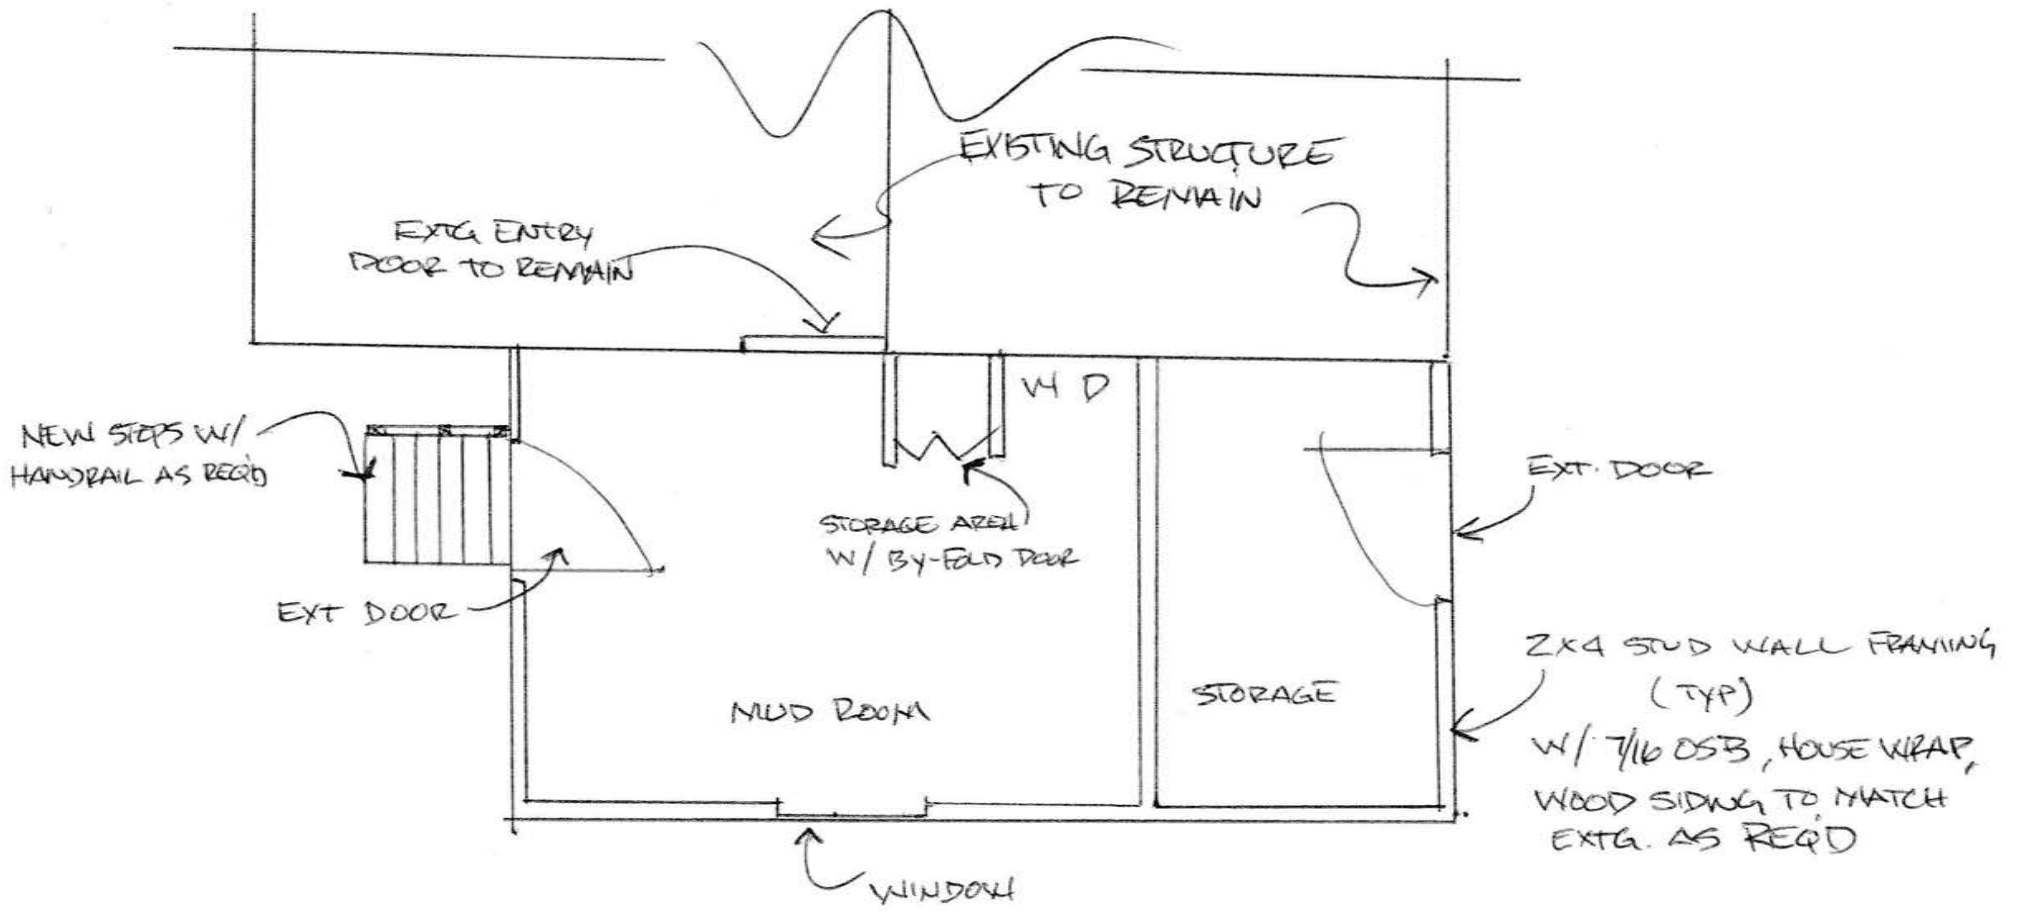 EXISTING STRUCTURE
TO REMAIN
EXTG ENTRY
DOOR TO REMAIN
W D
NEW STEPS W/
HANDRAIL AS REQ'D
EXT. DOOR
STORAGE AREA
W/ BY-FOLD DOOR
EXT DOOR
2X4 STUD WALL FRAMING
(TYP)
W/ 7/16 OSB, HOUSE WRAP,
WOOD SIDING TO MATCH
EXTG. AS REQ'D
MUD ROOM
STORAGE
WINDOW